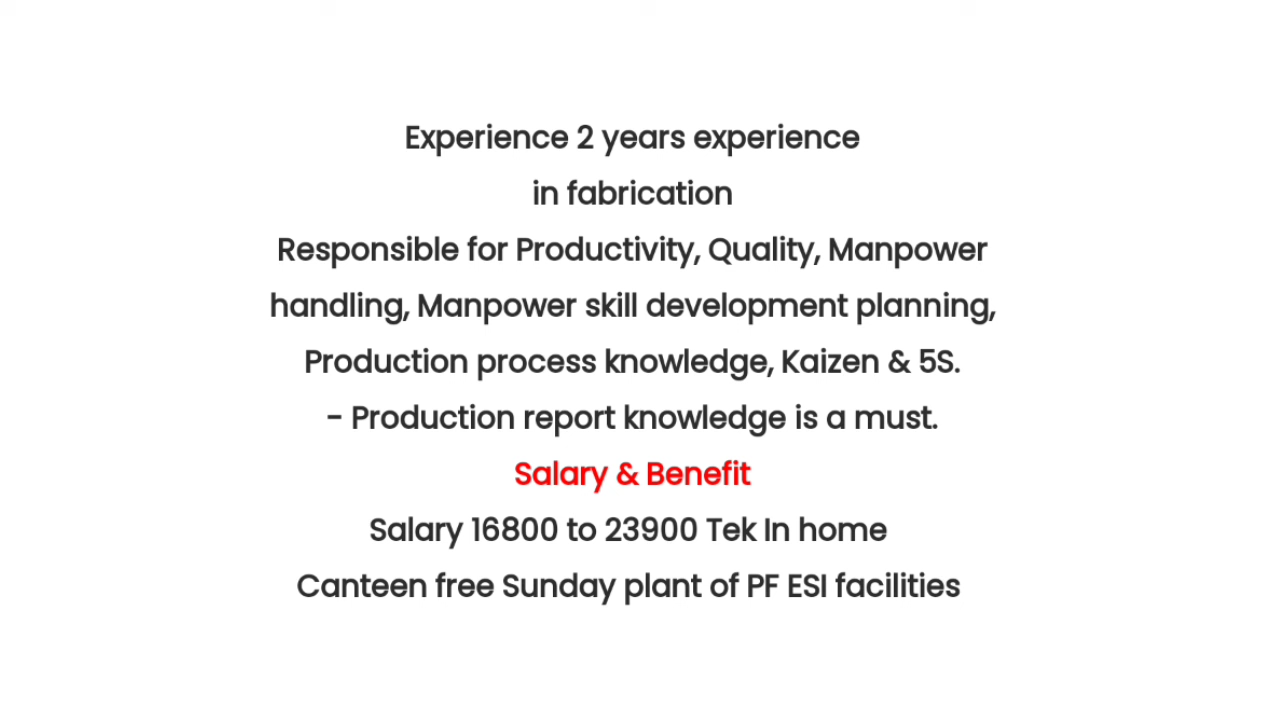 Experience 2 years experience
in fabrication
Responsible for Productivity, Quality, Manpower
handling, Manpower skill development planning,
Production process knowledge, Kaizen & 5S.
- Production report knowledge is a must.
Salary & Benefit
Salary 16800 to 23900 Tek In home
Canteen free Sunday plant of PF ESI facilities